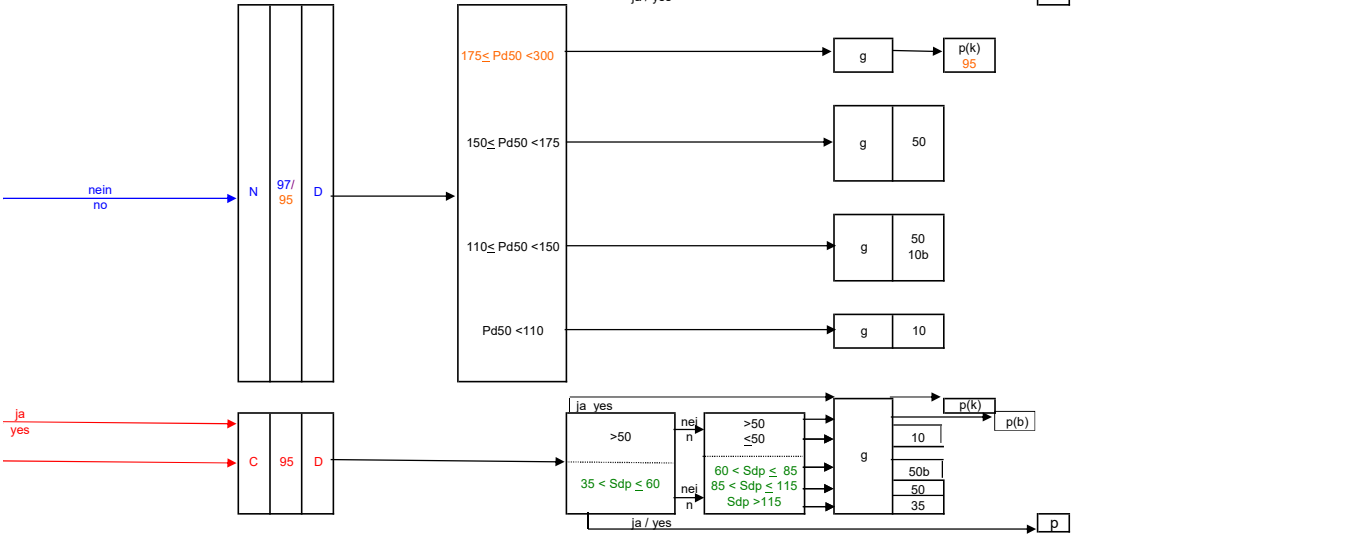 175≤ Pd50 <300
g
p(k)
95
150≤ Pd50 <175
g
50
nein
no
N
97/
95
D
110≤ Pd50 <150
g
50
10b
Pd50 <110
g
10
ja
yes
C
95
D
ja yes
>50
35 < Sdp ≤ 60
nei
n
nei
n
ja / yes
>50
≤50
60 < Sdp ≤ 85
85 < Sdp ≤ 115
Sdp >115
g
p(k)
p(b)
10
50b
50
35
p